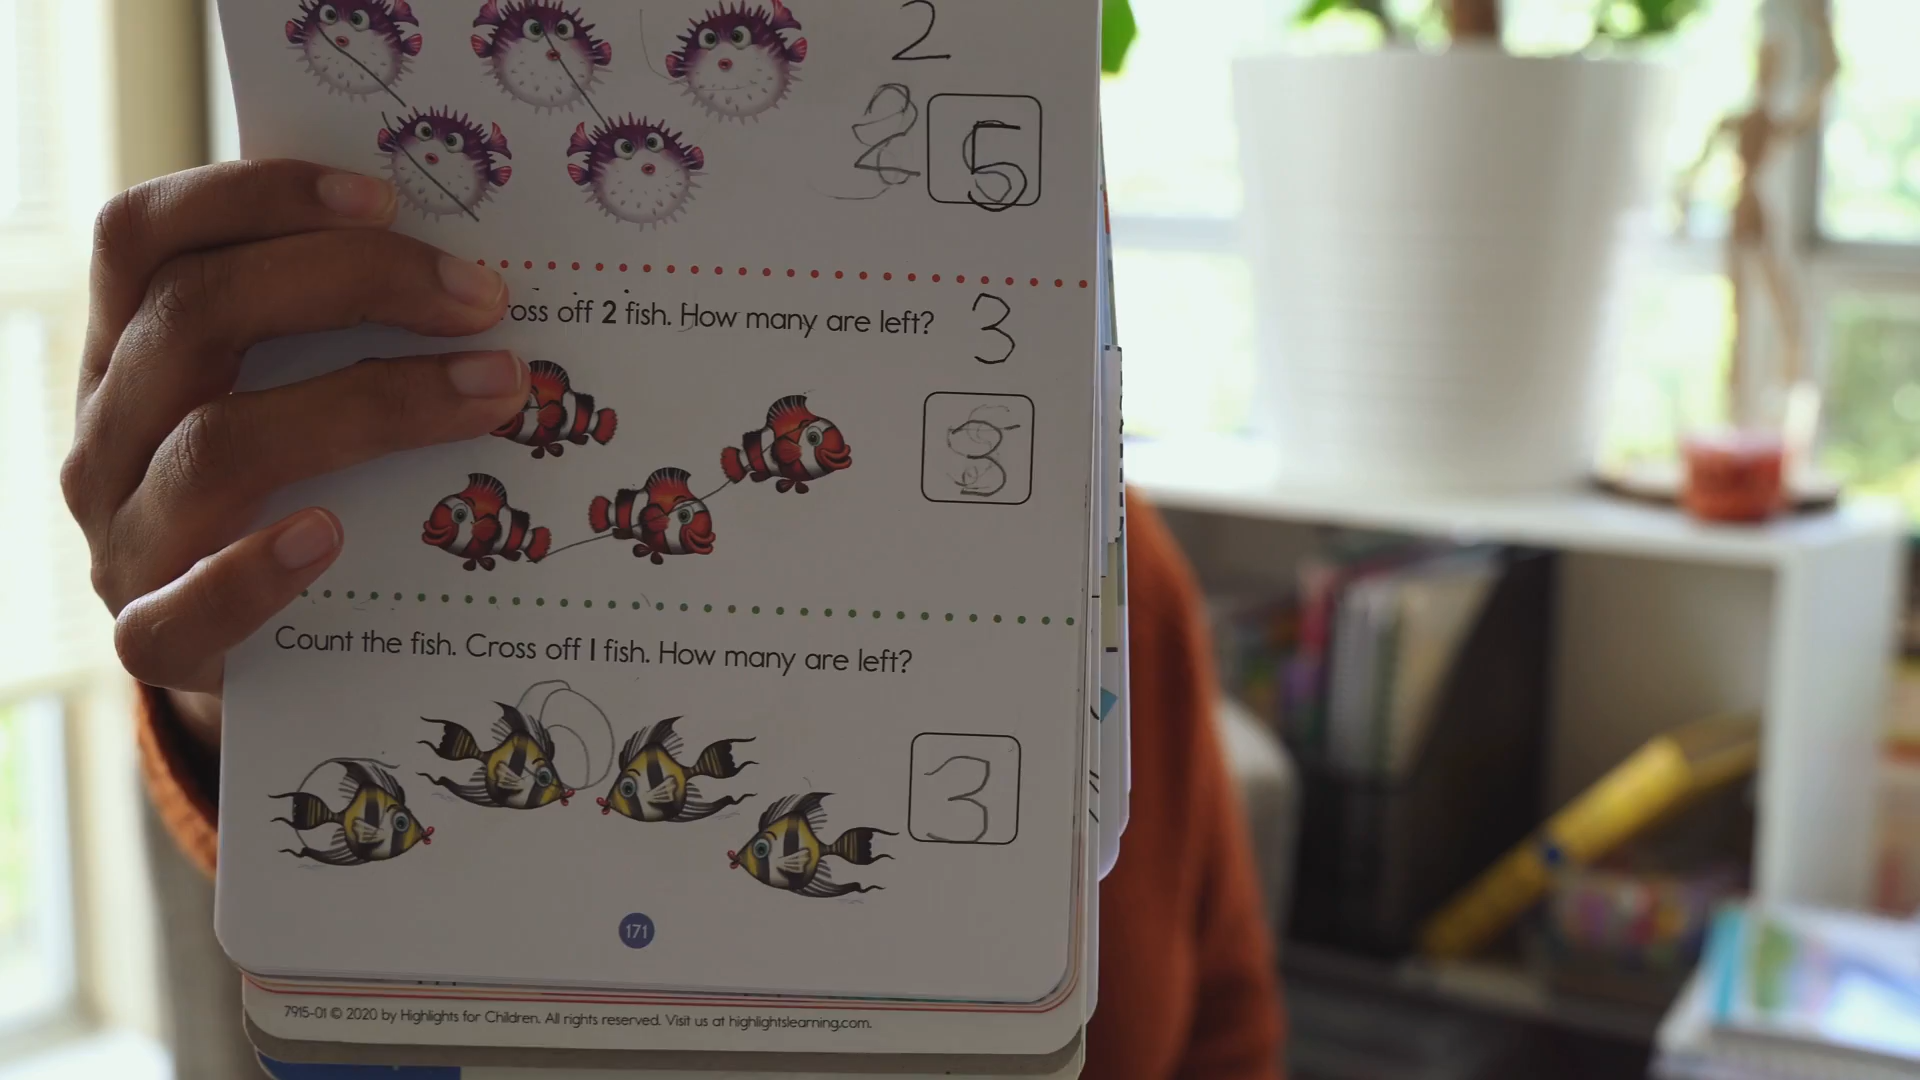 2
5
ross off 2 fish. How many are left?
3
3
Count the fish. Cross off 1 fish. How many are left?
3
171
7915-01 © 2020 by Highlights for Children. All rights reserved. Visit us at highlightslearning.com.